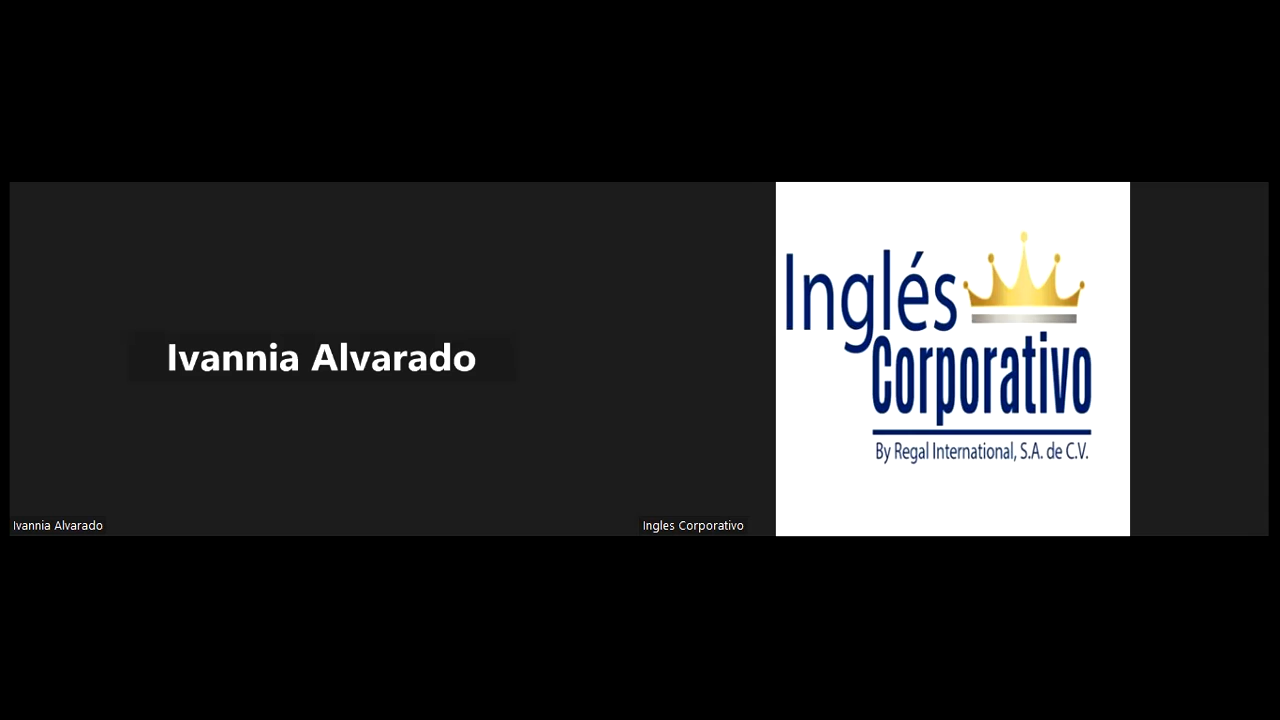 Ivannia Alvarado
Ivannia Alvarado
Inglés
Corporativo
By Regal International, S.A. de C.V.
Ingles Corporativo